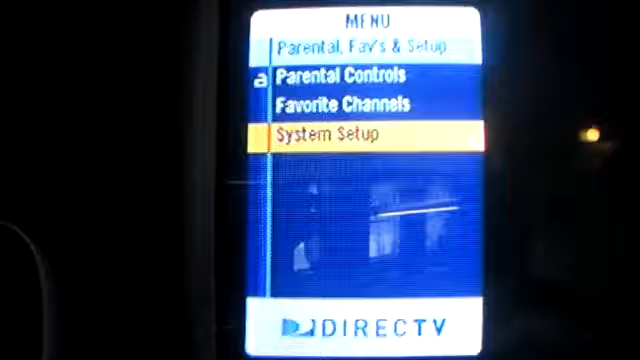 MENU
Parental, Fav's & Setup
Parental Controls
Favorite Channels
System Setup
DIRECTV